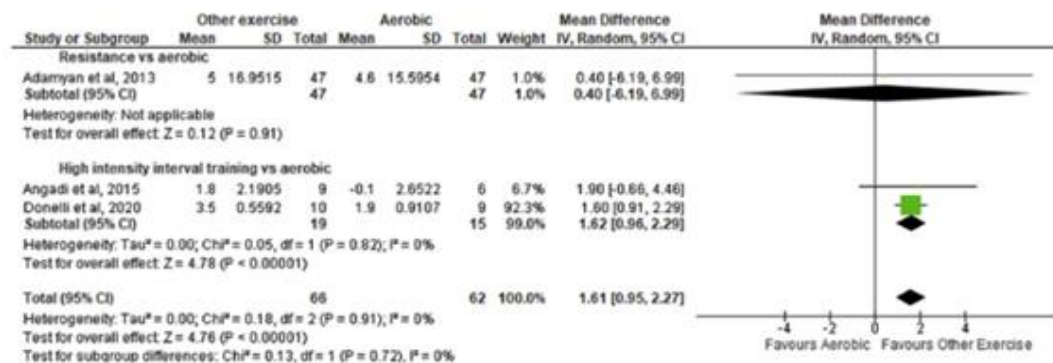 Other exercise Aerobic Mean Difference Mean Difference
Study or Subgroup Mean SD Total Mean SD Total Weight IV, Random, 95% CI IV, Random, 95% CI
Resistance vs aerobic
Adamyan et al, 2013 5 16.9515 47 4.6 15.5954 47 1.0% 0.40 [-6.19, 6.99]
Subtotal (95% CI) 47 47 1.0% 0.40 [-6.19, 6.99]
Heterogeneity: Not applicable
Test for overall effect: Z = 0.12 (P = 0.91)
High intensity interval training vs aerobic
Angadi et al, 2015 1.8 2.1905 9 -0.1 2.6522 6 6.7% 1.90 [-0.66, 4.46]
Donelli et al, 2020 3.5 0.5592 10 1.9 0.9107 9 92.3% 1.60 [0.91, 2.29]
Subtotal (95% CI) 19 15 99.0% 1.62 [0.96, 2.29]
Heterogeneity: Tau² = 0.00; Chi² = 0.05, df = 1 (P = 0.82); I² = 0%
Test for overall effect: Z = 4.78 (P < 0.00001)
Total (95% CI) 66 62 100.0% 1.61 [0.95, 2.27]
Heterogeneity: Tau² = 0.00; Chi² = 0.18, df = 2 (P = 0.91); I² = 0%
Test for overall effect: Z = 4.76 (P < 0.00001)
Test for subgroup differences: Chi² = 0.13, df = 1 (P = 0.72), I² = 0%
-4 -2 0 2 4
Favours Aerobic Favours Other Exercise